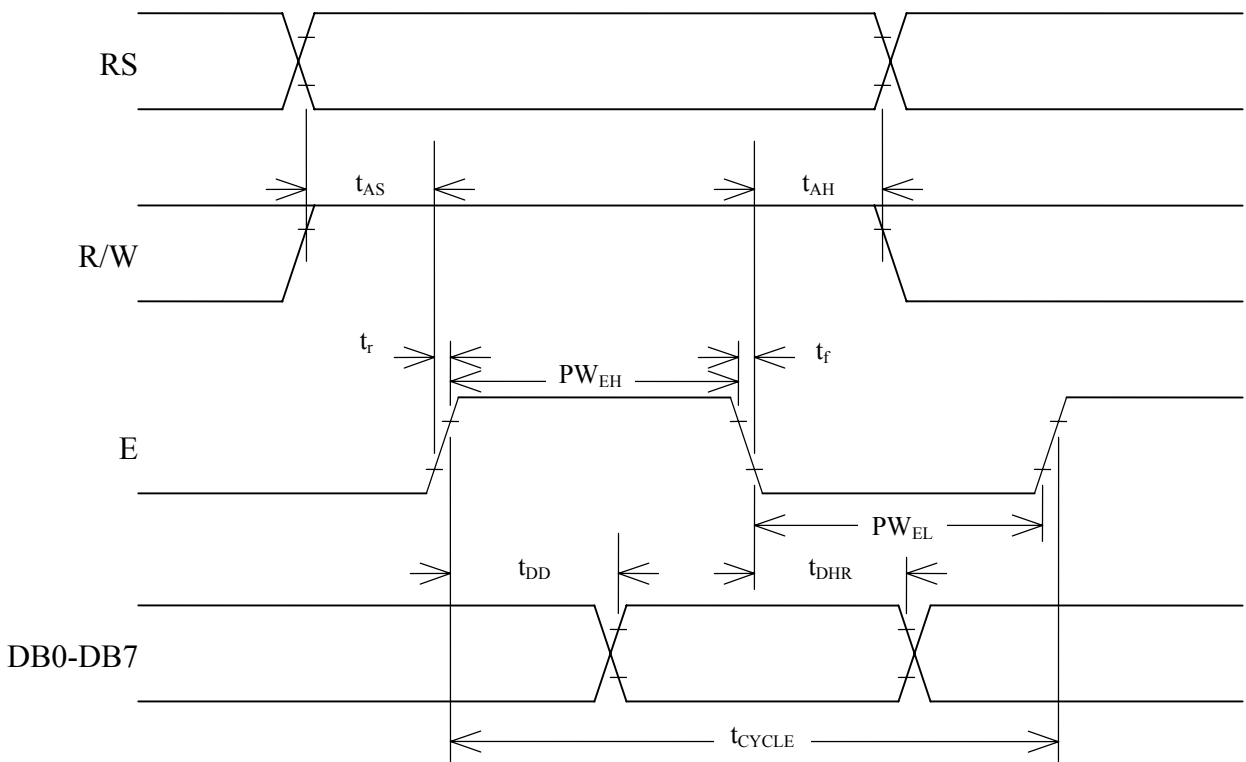 RS
tAS
tAH
R/W
tr
PWEH
tf
E
PWEL
tDD
tDHR
DB0-DB7
tCYCLE